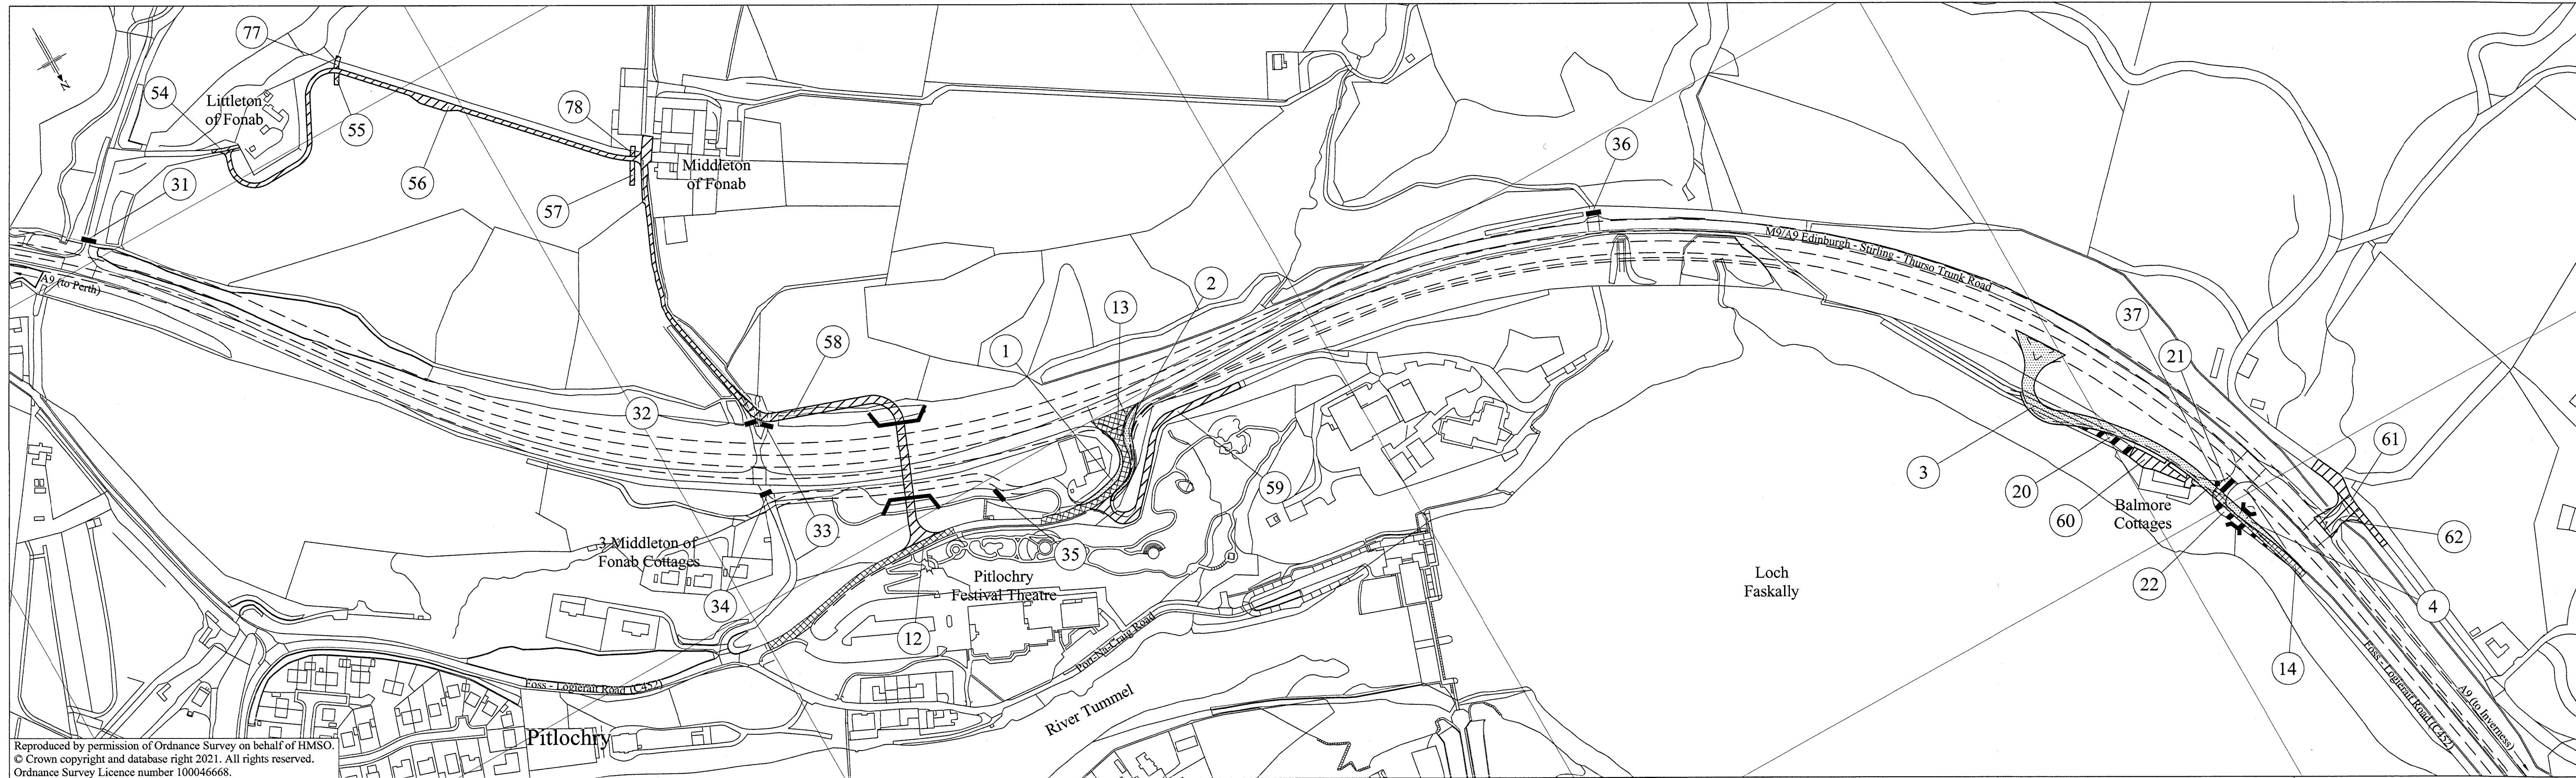 77
54
Littleton
of Fonab
55
78
31
56
57
Middleton
of Fonab
36
N
A9 (to Perth)
M9/A9 Edinburgh - Stirling - Thurso Trunk Road
2
13
58
1
32
37
21
33
59
3
20
61
60
Balmore
Cottages
62
3 Middleton of
Fonab Cottages
35
Pitlochry
Festival Theatre
Loch
Faskally
34
22
4
12
14
Port-Na-Craig Road
Foss - Logierait Road (C452)
River Tummel
Foss - Logierait Road (C452)
A9 (to Inverness)
Pitlochry
Reproduced by permission of Ordnance Survey on behalf of HMSO.
© Crown copyright and database right 2021. All rights reserved.
Ordnance Survey Licence number 100046668.